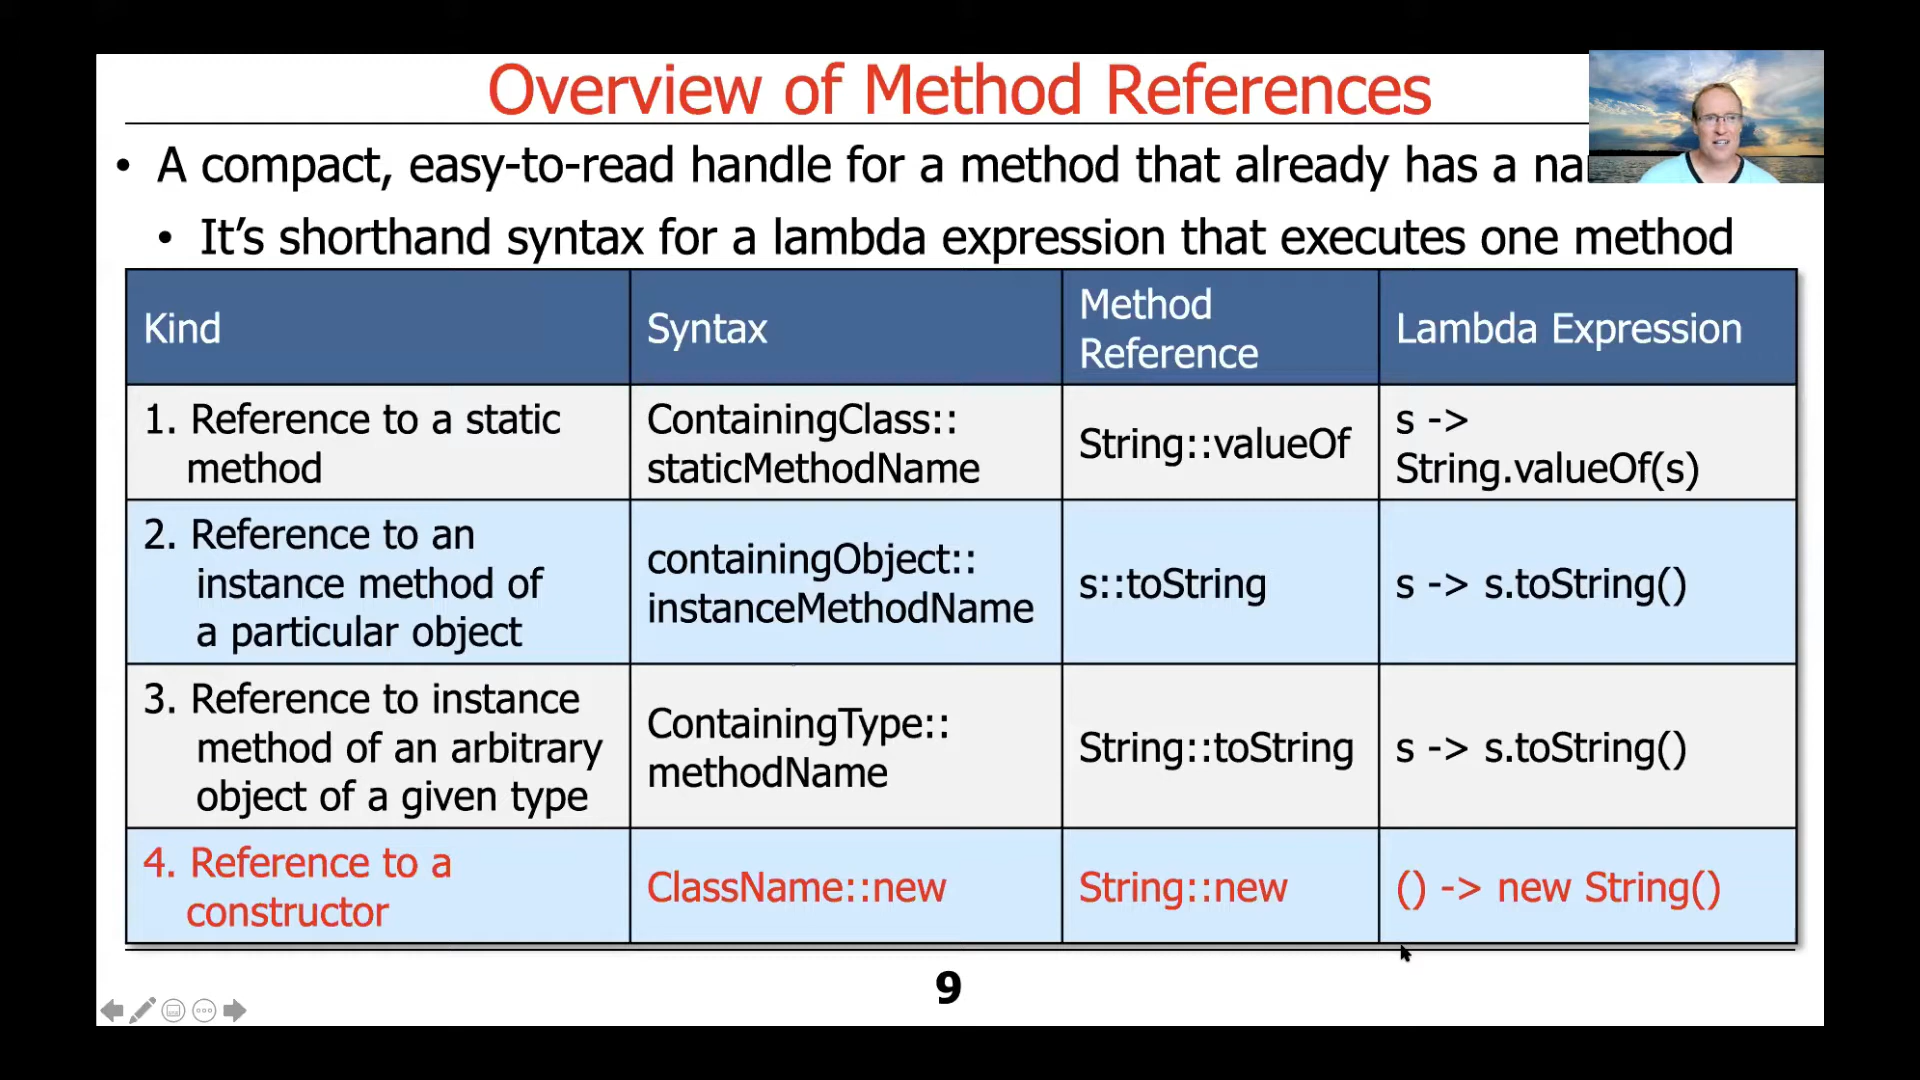 Overview of Method References
• A compact, easy-to-read handle for a method that already has a na
• It’s shorthand syntax for a lambda expression that executes one method
Kind
Syntax
Method
Reference
Lambda Expression
1. Reference to a static
method
ContainingClass::
staticMethodName
String::valueOf
s ->
String.valueOf(s)
2. Reference to an
instance method of
a particular object
containingObject::
instanceMethodName
s::toString
s -> s.toString()
3. Reference to instance
method of an arbitrary
object of a given type
ContainingType::
methodName
String::toString
s -> s.toString()
4. Reference to a
constructor
ClassName::new
String::new
() -> new String()
9